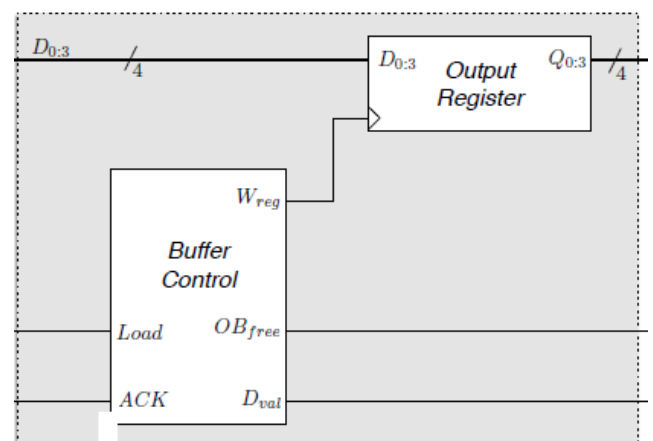 D0:3
4
D0:3
Output
Register
Q0:3
4
Wreg
Buffer
Control
Load
OBfree
ACK
Dval